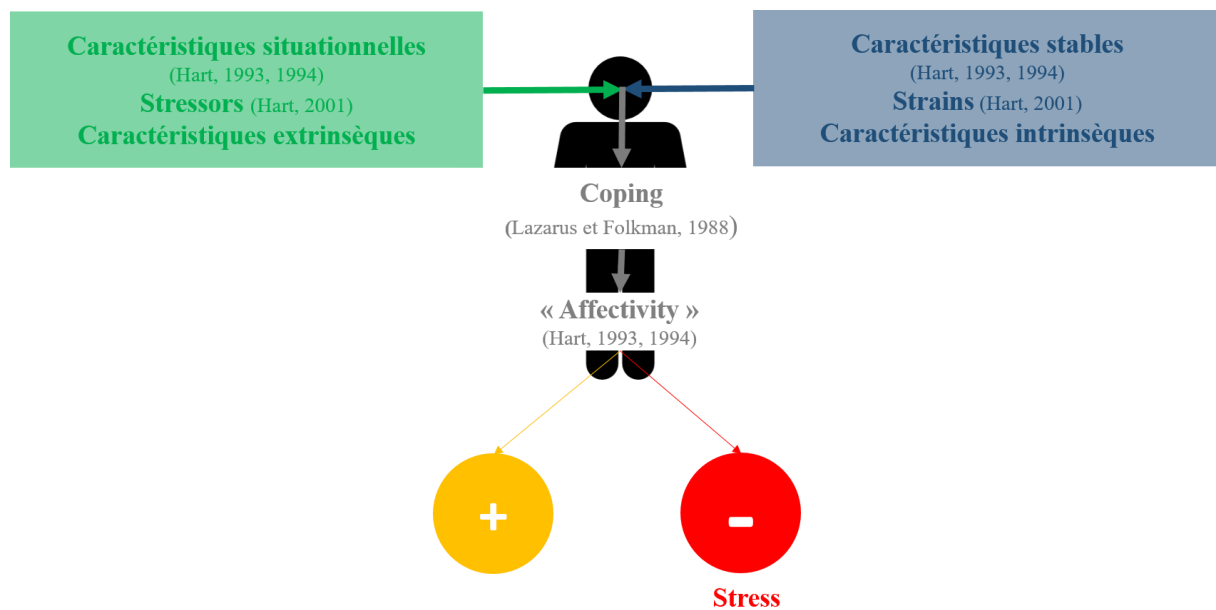 Caractéristiques situationnelles
(Hart, 1993, 1994)
Stressors (Hart, 2001)
Caractéristiques extrinsèques
Caractéristiques stables
(Hart, 1993, 1994)
Strains (Hart, 2001)
Caractéristiques intrinsèques
Coping
(Lazarus et Folkman, 1988)
« Affectivity »
(Hart, 1993, 1994)
+
-
Stress